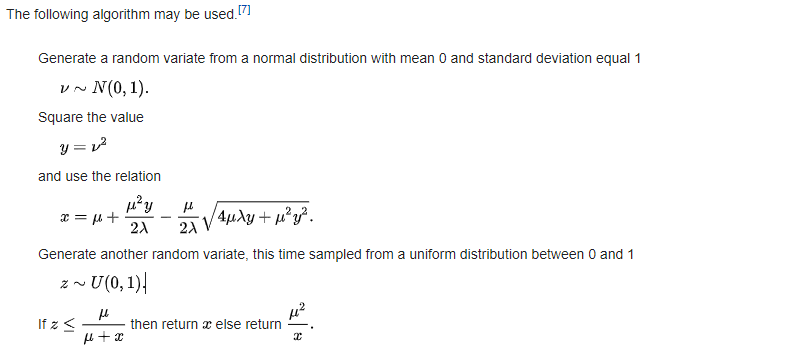 The following algorithm may be used.[7]
Generate a random variate from a normal distribution with mean 0 and standard deviation equal 1
ν ~ N(0, 1).
Square the value
y = ν²
and use the relation
x = μ + μ²y/2λ − μ/2λ √(4μλy + μ²y²).
Generate another random variate, this time sampled from a uniform distribution between 0 and 1
z ~ U(0, 1).
If z ≤ μ/(μ + x) then return x else return μ²/x.